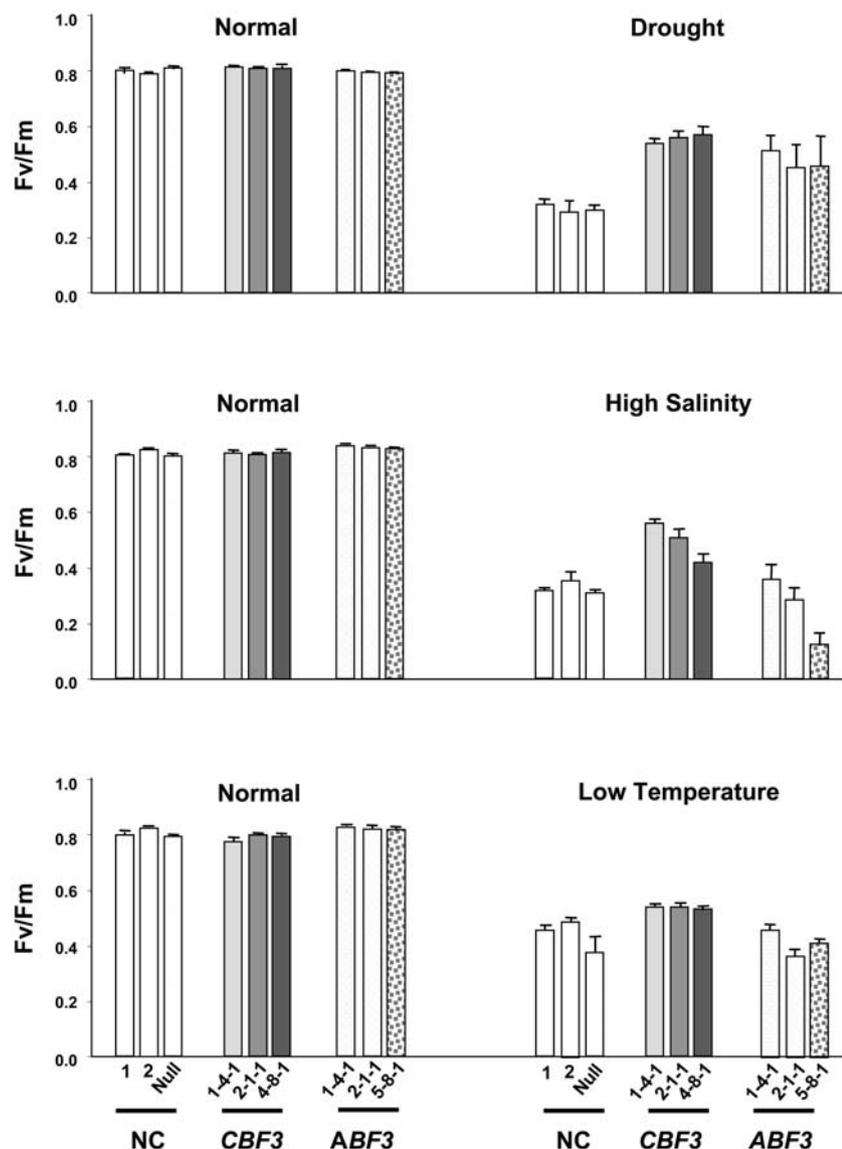 Normal
Drought
Fv/Fm
1.0
0.8
0.6
0.4
0.2
0.0
Normal
High Salinity
Fv/Fm
1.0
0.8
0.6
0.4
0.2
0.0
Normal
Low Temperature
Fv/Fm
1.0
0.8
0.6
0.4
0.2
0.0
1 2 Null 1-4-1 2-1-1 4-8-1 1-4-1 2-1-1 5-8-1 1 2 Null 1-4-1 2-1-1 4-8-1 1-4-1 2-1-1 5-8-1
NC CBF3 ABF3 NC CBF3 ABF3